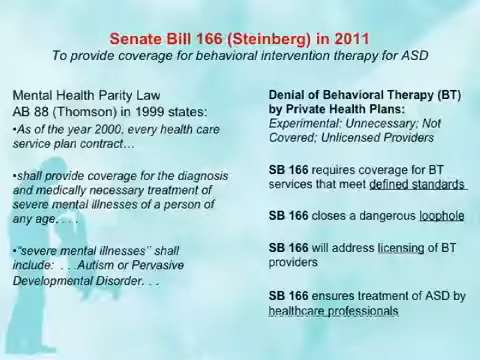 Senate Bill 166 (Steinberg) in 2011
To provide coverage for behavioral intervention therapy for ASD
Mental Health Parity Law
AB 88 (Thomson) in 1999 states:
•As of the year 2000, every health care
service plan contract…
•shall provide coverage for the diagnosis
and medically necessary treatment of
severe mental illnesses of a person of
any age. . . .
•“severe mental illnesses” shall
include: . . .Autism or Pervasive
Developmental Disorder. . .
Denial of Behavioral Therapy (BT)
by Private Health Plans:
Experimental; Unnecessary; Not
Covered; Unlicensed Providers
SB 166 requires coverage for BT
services that meet defined standards
SB 166 closes a dangerous loophole
SB 166 will address licensing of BT
providers
SB 166 ensures treatment of ASD by
healthcare professionals